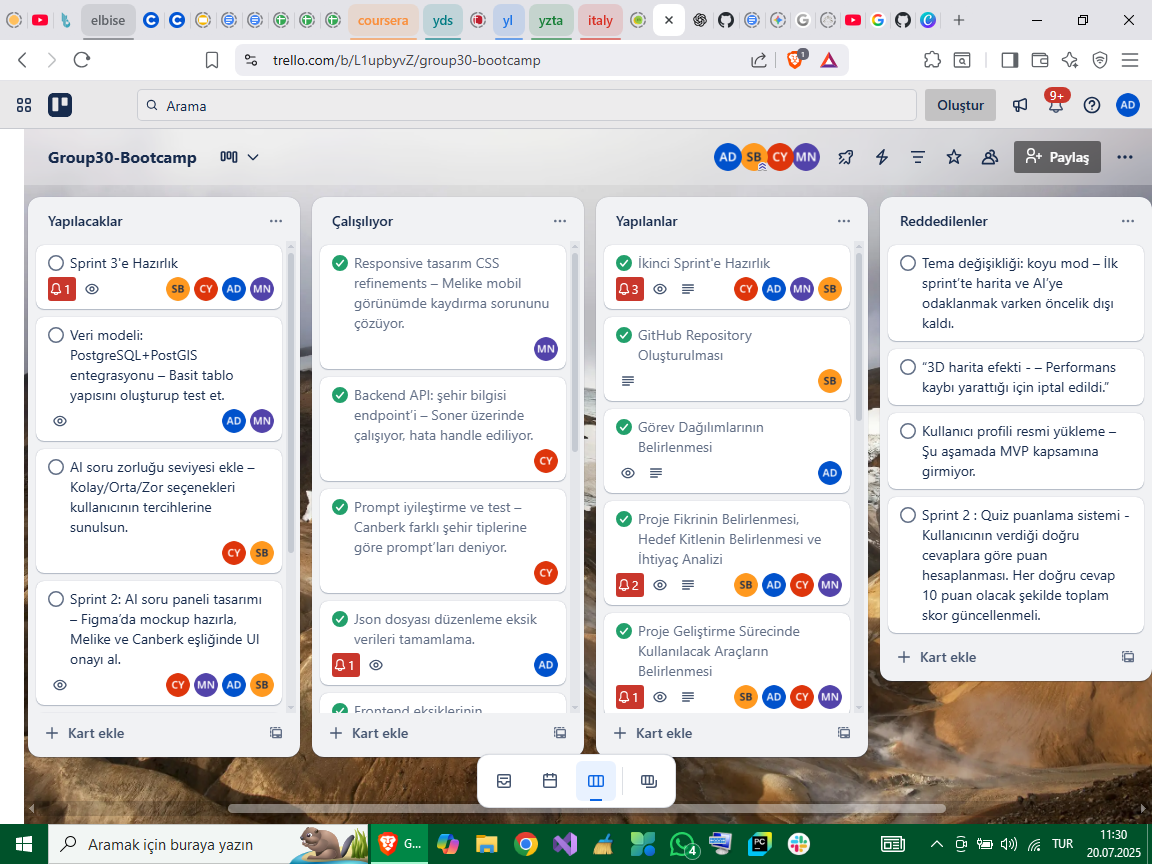 elbise
coursera
yds
yl
yzta
italy
trello.com/b/L1upbyvZ/group30-bootcamp
1
Arama
Oluştur
9+
AD
Group30-Bootcamp
AD SB CY MN
Paylaş
Yapılacaklar
Sprint 3'e Hazırlık
1
SB CY AD MN
Veri modeli:
PostgreSQL+PostGIS
entegrasyonu – Basit tablo
yapısını oluşturup test et.
AD MN
AI soru zorluğu seviyesi ekle –
Kolay/Orta/Zor seçenekleri
kullanıcının tercihlerine
sunulsun.
CY SB
Sprint 2: AI soru paneli tasarımı
– Figma’da mockup hazırla,
Melike ve Canberk eşliğinde UI
onayı al.
CY MN AD SB
Kart ekle
Çalışılıyor
Responsive tasarım CSS
refinements – Melike mobil
görünümde kaydırma sorununu
çözüyor.
MN
Backend API: şehir bilgisi
endpoint’i – Soner üzerinde
çalışıyor, hata handle ediliyor.
CY
Prompt iyileştirme ve test –
Canberk farklı şehir tiplerine
göre prompt’ları deniyor.
CY
Json dosyası düzenleme eksik
verileri tamamlama.
1
AD
Frontend eksiklerinin
Kart ekle
Yapılanlar
İkinci Sprint'e Hazırlık
3
CY AD MN SB
GitHub Repository
Oluşturulması
SB
Görev Dağılımlarının
Belirlenmesi
AD
Proje Fikrinin Belirlenmesi,
Hedef Kitlenin Belirlenmesi ve
İhtiyaç Analizi
2
SB AD CY MN
Proje Geliştirme Sürecinde
Kullanılacak Araçların
Belirlenmesi
1
SB AD CY MN
Kart ekle
Reddedilenler
Tema değişikliği: koyu mod – İlk
sprint’te harita ve AI’ye
odaklanmak varken öncelik dışı
kaldı.
“3D harita efekti - – Performans
kaybı yarattığı için iptal edildi.”
Kullanıcı profili resmi yükleme –
Şu aşamada MVP kapsamına
girmiyor.
Sprint 2 : Quiz puanlama sistemi -
Kullanıcının verdiği doğru
cevaplara göre puan
hesaplanması. Her doğru cevap
10 puan olacak şekilde toplam
skor güncellenmeli.
Kart ekle
Aramak için buraya yazın
G...
4
TUR
11:30
20.07.2025